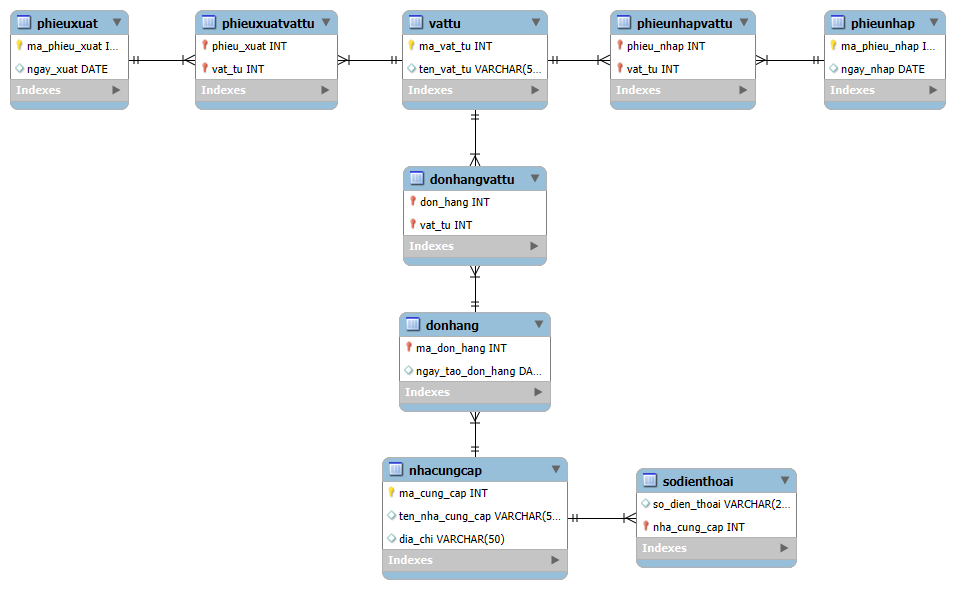 phieuxuat
ma_phieu_xuat I...
ngay_xuat DATE
Indexes
phieuxuatvattu
phieu_xuat INT
vat_tu INT
Indexes
vattu
ma_vat_tu INT
ten_vat_tu VARCHAR(5...
Indexes
phieunhapvattu
phieu_nhap INT
vat_tu INT
Indexes
phieunhap
ma_phieu_nhap I...
ngay_nhap DATE
Indexes
donhangvattu
don_hang INT
vat_tu INT
Indexes
donhang
ma_don_hang INT
ngay_tao_don_hang DA...
Indexes
nhacungcap
ma_cung_cap INT
ten_nha_cung_cap VARCHAR(5...
dia_chi VARCHAR(50)
Indexes
sodienthoai
so_dien_thoai VARCHAR(2...
nha_cung_cap INT
Indexes